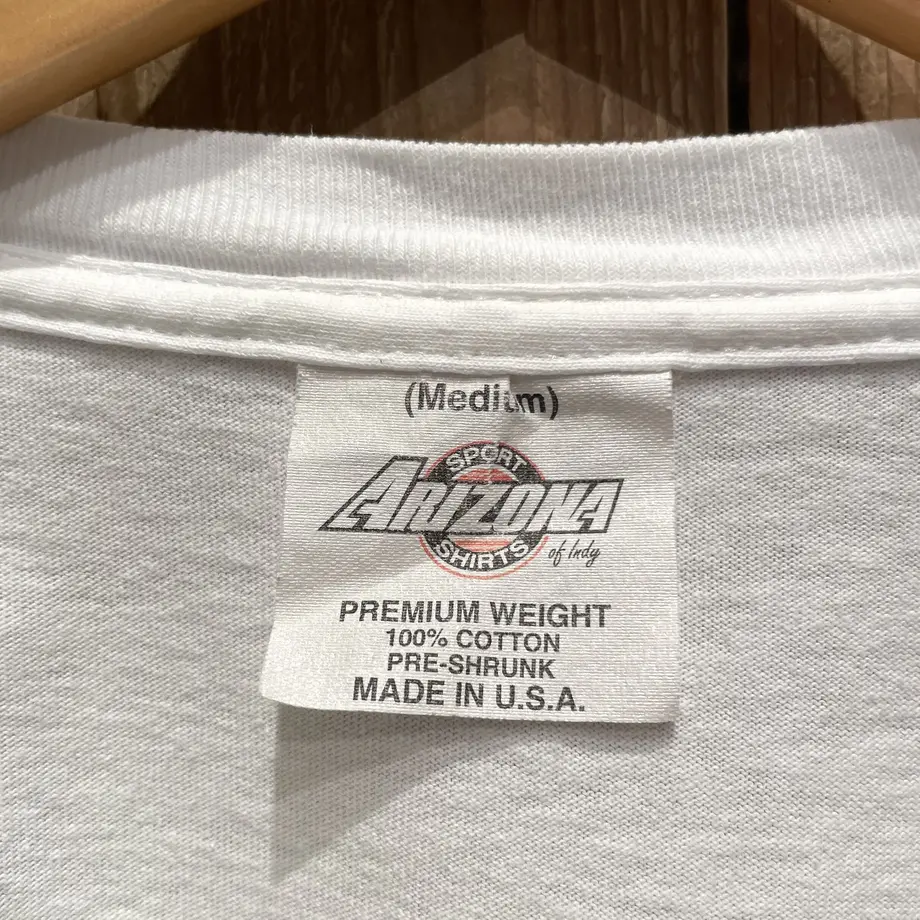 (Medium)
SPORT
ARIZONA
SHIRTS
of Indy
PREMIUM WEIGHT
100% COTTON
PRE-SHRUNK
MADE IN U.S.A.